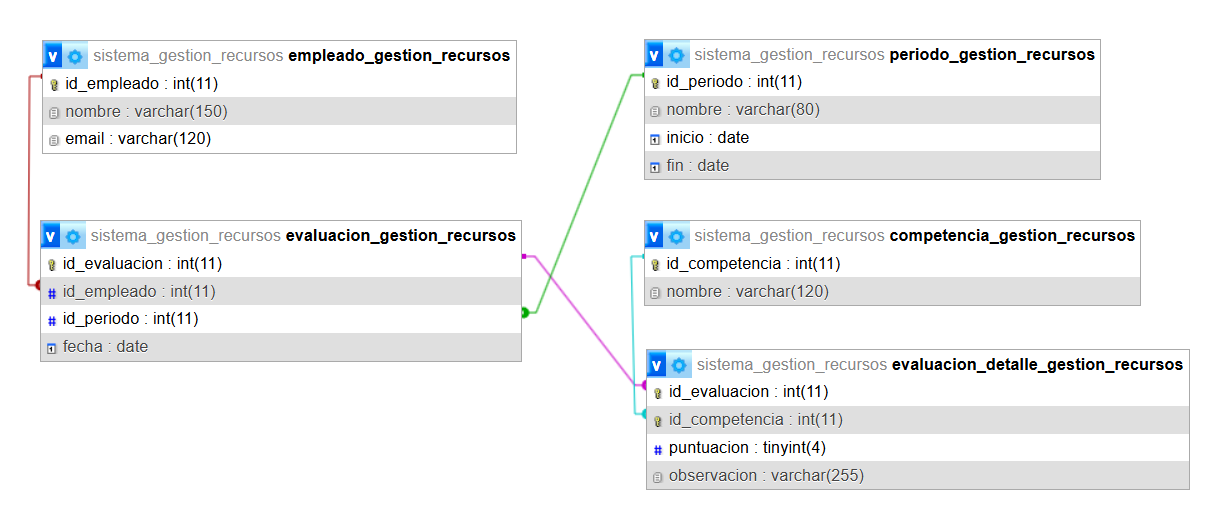 sistema_gestion_recursos empleado_gestion_recursos
id_empleado : int(11)
nombre : varchar(150)
email : varchar(120)
sistema_gestion_recursos periodo_gestion_recursos
id_periodo : int(11)
nombre : varchar(80)
inicio : date
fin : date
sistema_gestion_recursos evaluacion_gestion_recursos
id_evaluacion : int(11)
id_empleado : int(11)
id_periodo : int(11)
fecha : date
sistema_gestion_recursos competencia_gestion_recursos
id_competencia : int(11)
nombre : varchar(120)
sistema_gestion_recursos evaluacion_detalle_gestion_recursos
id_evaluacion : int(11)
id_competencia : int(11)
puntuacion : tinyint(4)
observacion : varchar(255)